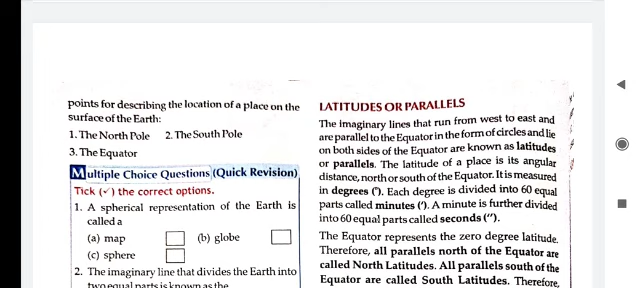 points for describing the location of a place on the
surface of the Earth:
1. The North Pole 2. The South Pole
3. The Equator
Multiple Choice Questions (Quick Revision)
Tick (✓) the correct options.
1. A spherical representation of the Earth is
called a
(a) map (b) globe
(c) sphere
2. The imaginary line that divides the Earth into
two equal parts is known as the
LATITUDES OR PARALLELS
The imaginary lines that run from west to east and
are parallel to the Equator in the form of circles and lie
on both sides of the Equator are known as latitudes
or parallels. The latitude of a place is its angular
distance, north or south of the Equator. It is measured
in degrees (°). Each degree is divided into 60 equal
parts called minutes (′). A minute is further divided
into 60 equal parts called seconds (″).
The Equator represents the zero degree latitude.
Therefore, all parallels north of the Equator are
called North Latitudes. All parallels south of the
Equator are called South Latitudes. Therefore,